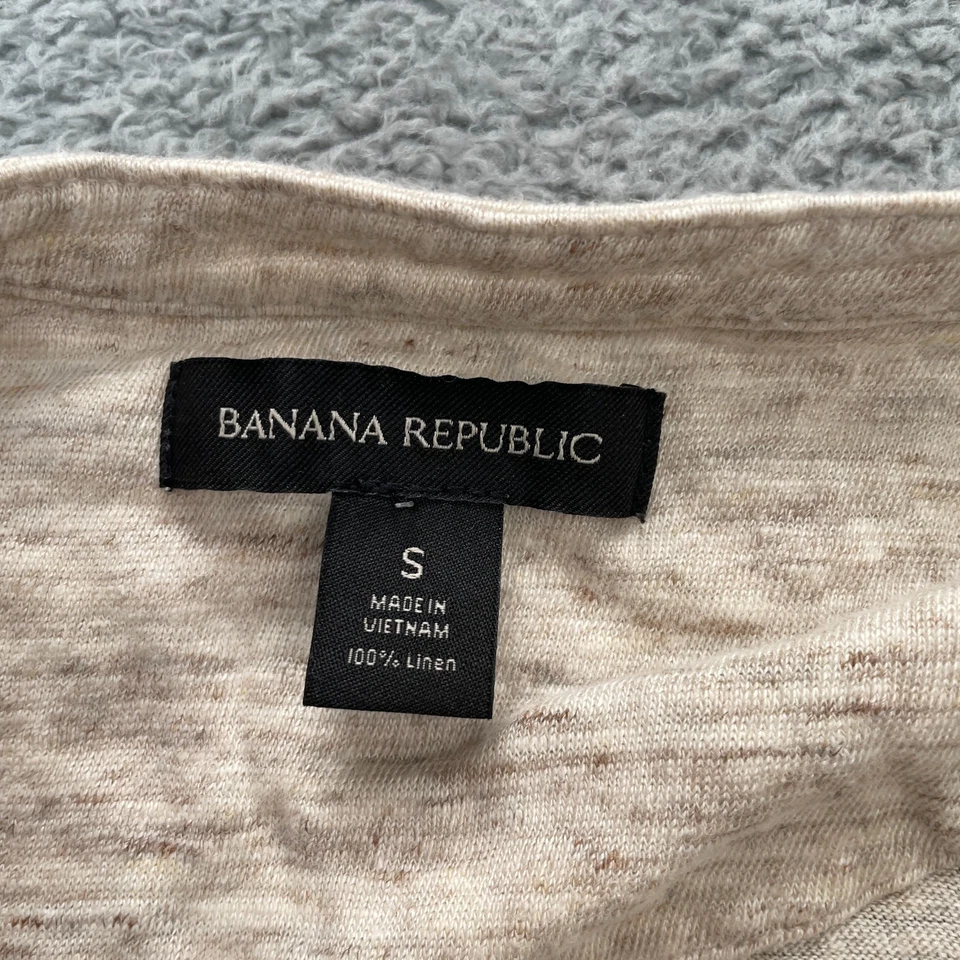 BANANA REPUBLIC
S
MADE IN
VIETNAM
100% Linen